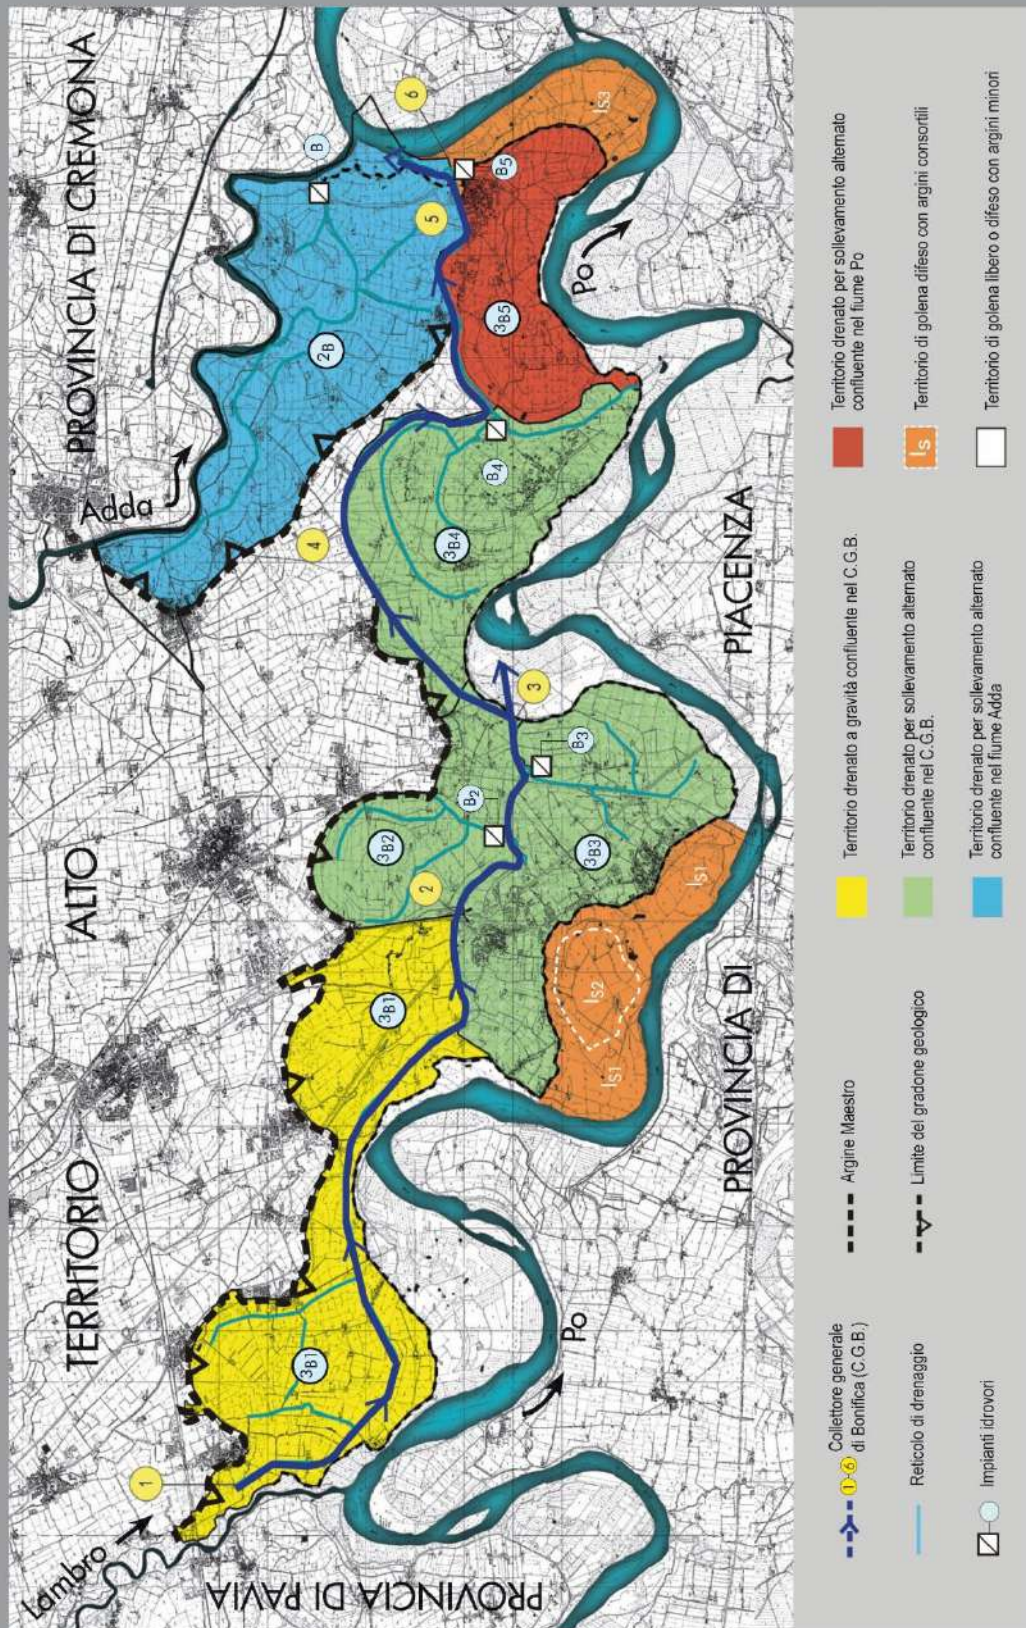 PROVINCIA DI CREMONA
ALTO
TERRITORIO
Lambro
PROVINCIA DI PAVIA
Adda
Po
Po
PROVINCIA DI
PIACENZA
1
2
3
4
5
6
3B1
3B1
3B2
3B3
3B4
3B5
2B
B
B2
B3
B4
B5
IS1
IS2
IS1
IS3
1-6 Collettore generale
di Bonifica (C.G.B.)
Reticolo di drenaggio
Impianti idrovori
Argine Maestro
Limite del gradone geologico
Territorio drenato a gravità confluente nel C.G.B.
Territorio drenato per sollevamento alternato
confluente nel C.G.B.
Territorio drenato per sollevamento alternato
confluente nel fiume Adda
Territorio drenato per sollevamento alternato
confluente nel fiume Po
IS
Territorio di golena difeso con argini consortili
Territorio di golena libero o difeso con argini minori